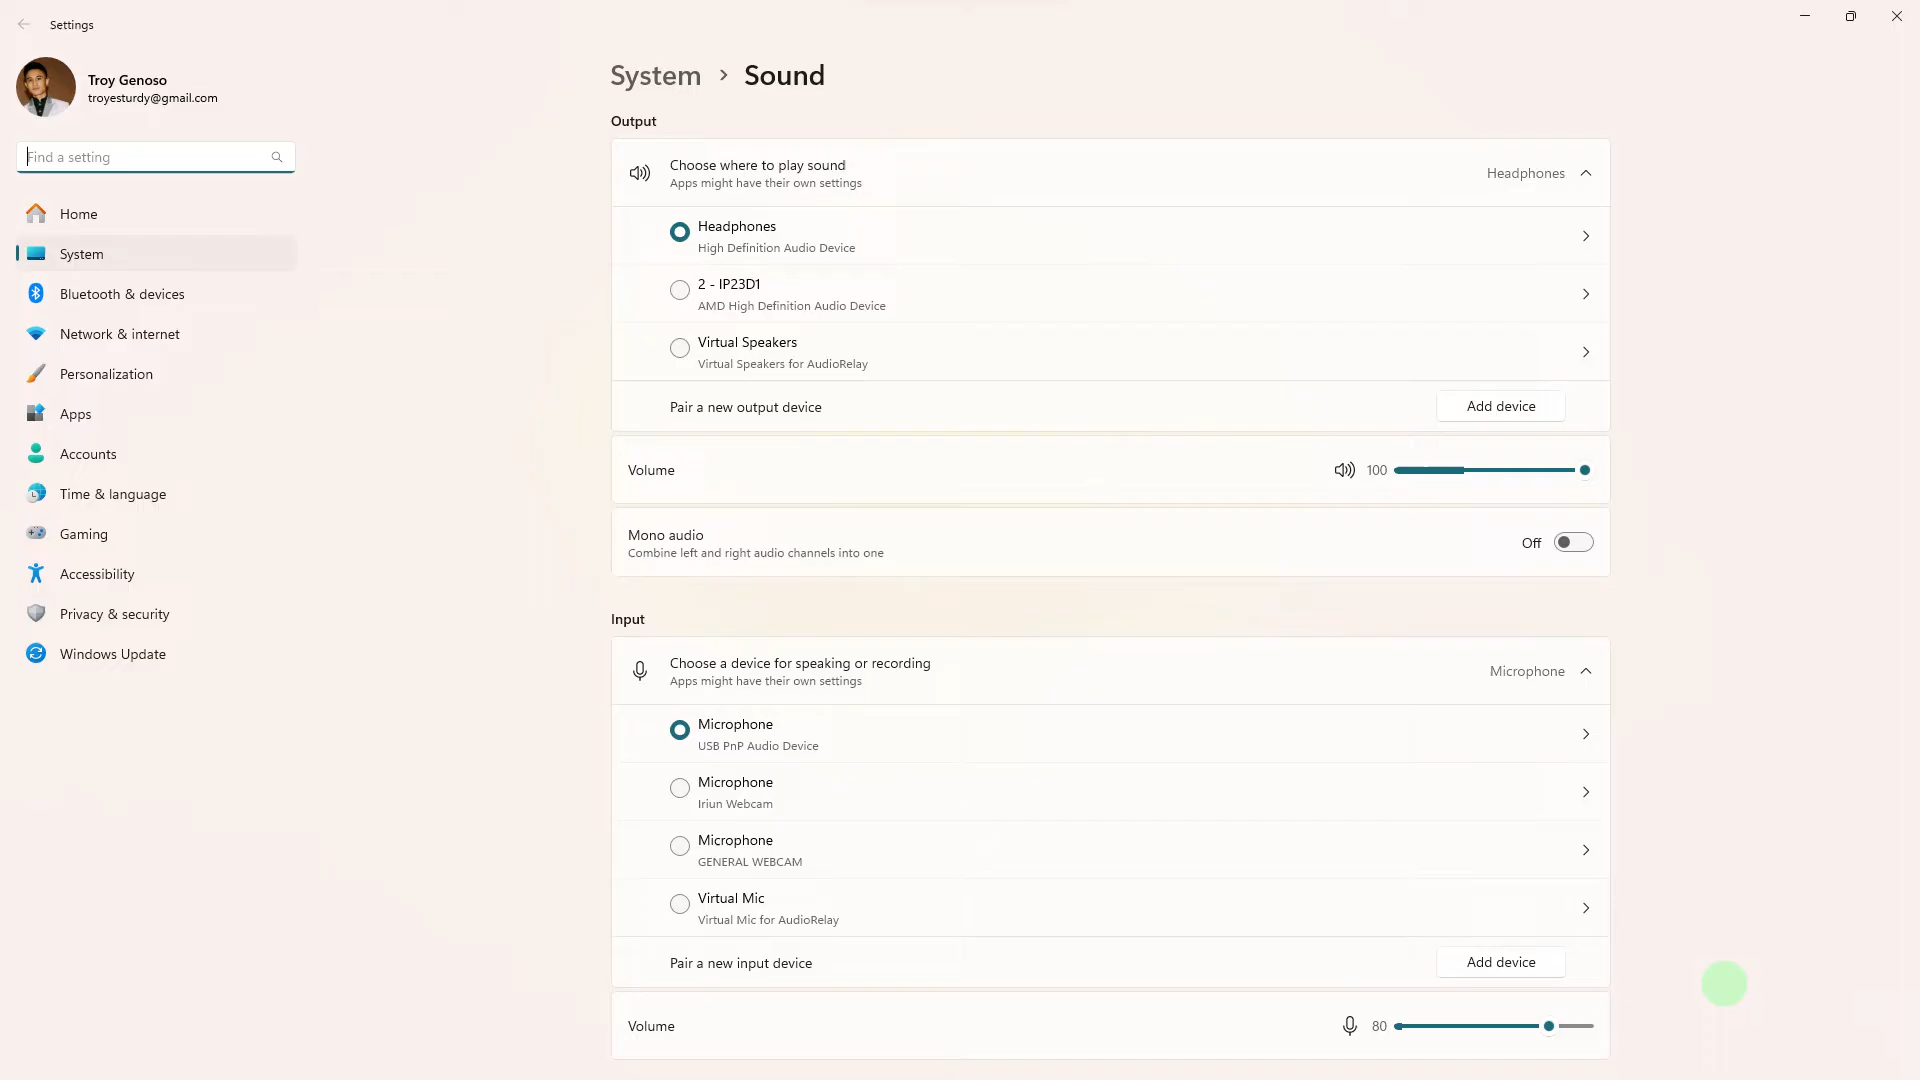 Settings
Troy Genoso
troyesturdy@gmail.com
Find a setting
Home
System
Bluetooth & devices
Network & internet
Personalization
Apps
Accounts
Time & language
Gaming
Accessibility
Privacy & security
Windows Update
System > Sound
Output
Choose where to play sound
Apps might have their own settings
Headphones
Headphones
High Definition Audio Device
2 - IP23D1
AMD High Definition Audio Device
Virtual Speakers
Virtual Speakers for AudioRelay
Pair a new output device
Add device
Volume
100
Mono audio
Combine left and right audio channels into one
Off
Input
Choose a device for speaking or recording
Apps might have their own settings
Microphone
Microphone
USB PnP Audio Device
Microphone
Iriun Webcam
Microphone
GENERAL WEBCAM
Virtual Mic
Virtual Mic for AudioRelay
Pair a new input device
Add device
Volume
80